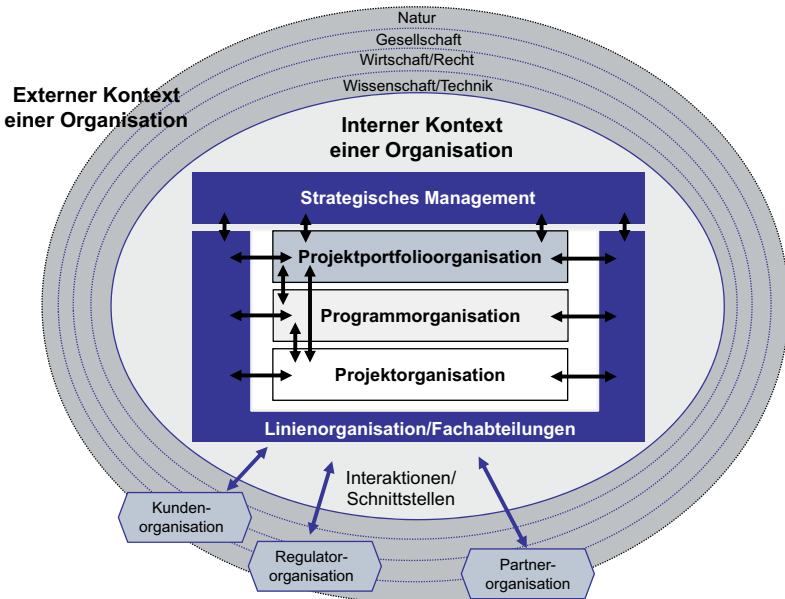 Natur
Gesellschaft
Wirtschaft/Recht
Wissenschaft/Technik
Externer Kontext
einer Organisation
Interner Kontext
einer Organisation
Strategisches Management
Projektportfolioorganisation
Programmorganisation
Projektorganisation
Linienorganisation/Fachabteilungen
Interaktionen/
Schnittstellen
Kunden-
organisation
Regulator-
organisation
Partner-
organisation